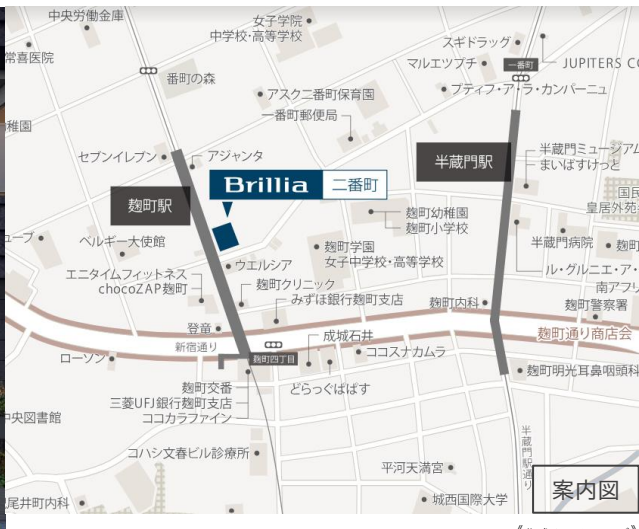 中央労働金庫
女子学院
中学校・高等学校
スギドラッグ
常喜医院
番町の森
マルエツプチ
一番町
JUPITERS CO
アスク二番町保育園
プティフ・ア・ラ・カンパーニュ
稚園
一番町郵便局
セブンイレブン
アジャンタ
半蔵門駅
半蔵門ミュージアム
まいばすけっと
Brillia 二番町
麹町駅
国民
皇居外苑
麹町幼稚園
麹町小学校
ューブ
ベルギー大使館
麹町学園
女子中学校・高等学校
半蔵門病院
麹町
ウエルシア
ル・グルニエ・ア・
エニタイムフィットネス
chocoZAP麹町
麹町クリニック
南アフリ
みずほ銀行麹町支店
麹町内科
麹町警察署
登童
新宿通り
成城石井
麹町通り商店会
ローソン
麹町四丁目
ココスナカムラ
麹町明光耳鼻咽頭科
麹町交番
三菱UFJ銀行麹町支店
ココカラファイン
どらっぐぱぱす
中央図書館
コハシ文春ビル診療所
半蔵門駅通り
平河天満宮
尾井町内科
城西国際大学
案内図